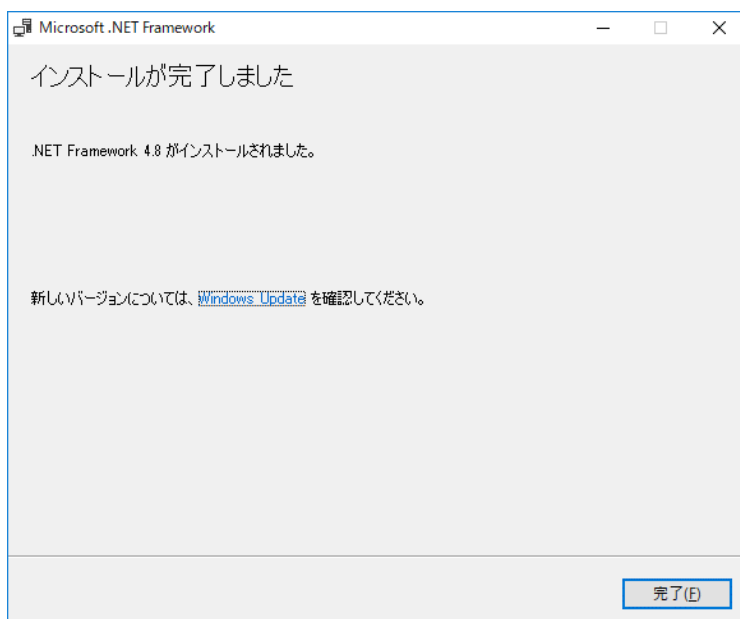 Microsoft .NET Framework
インストールが完了しました
.NET Framework 4.8 がインストールされました。
新しいバージョンについては、Windows Update を確認してください。
完了(F)